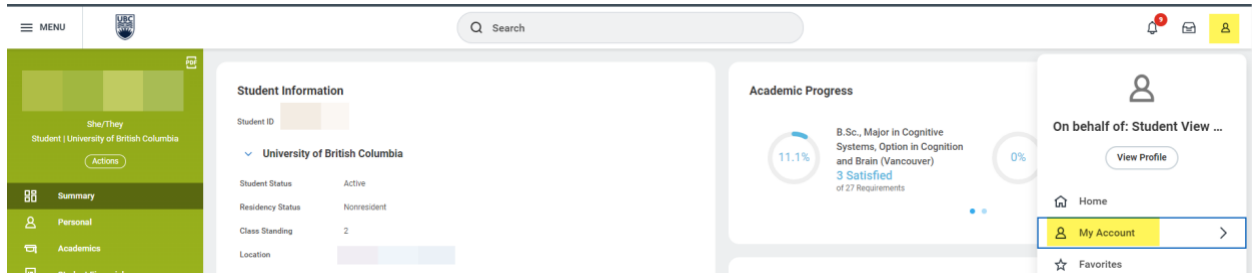 MENU
UBC
Search
9
PDF
She/They
Student | University of British Columbia
Actions
Summary
Personal
Academics
Student Information
Student ID
University of British Columbia
Student Status Active
Residency Status Nonresident
Class Standing 2
Location
Academic Progress
11.1%
B.Sc., Major in Cognitive
Systems, Option in Cognition
and Brain (Vancouver)
3 Satisfied
of 27 Requirements
0%
On behalf of: Student View ...
View Profile
Home
My Account
Favorites